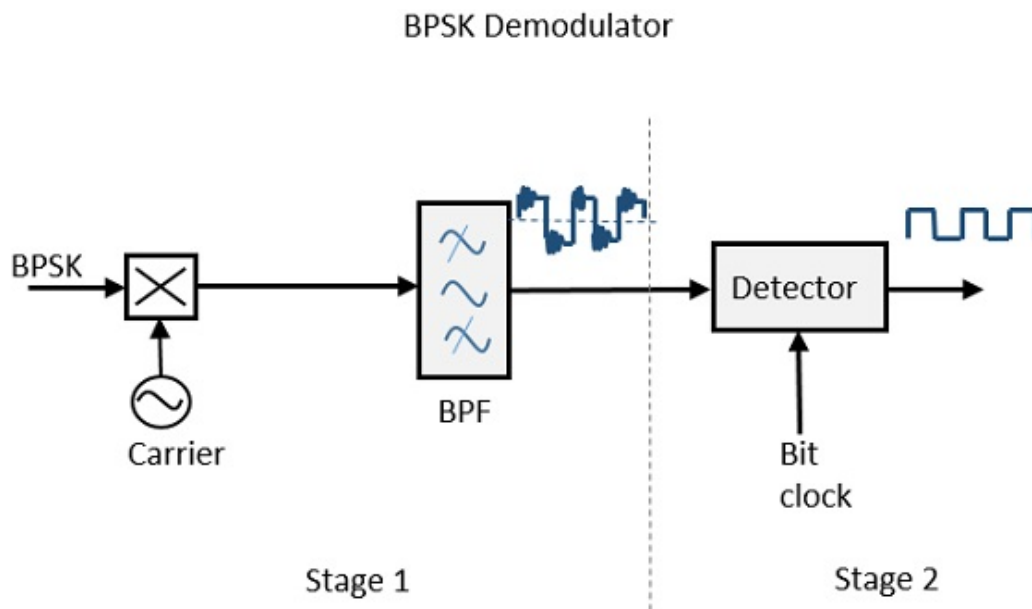 BPSK Demodulator
BPSK
Detector
BPF
Carrier
Bit
clock
Stage 1
Stage 2